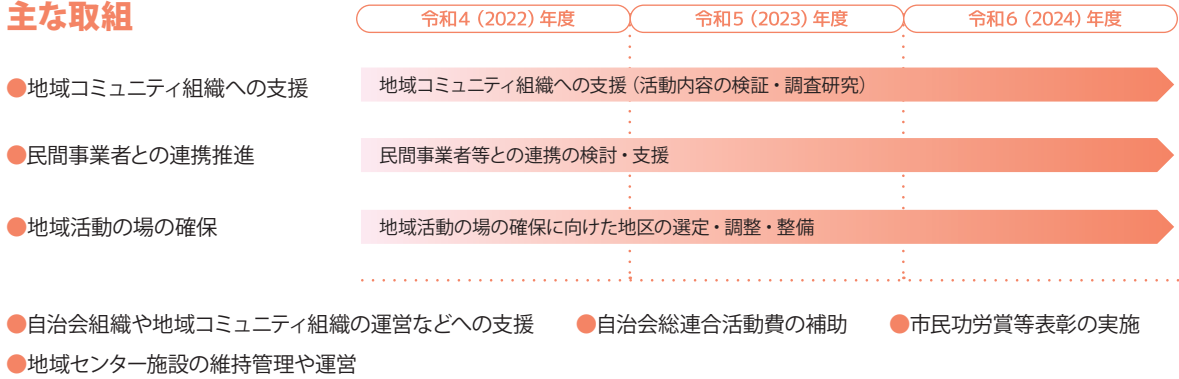 主な取組
令和4（2022）年度 令和5（2023）年度 令和6（2024）年度
●地域コミュニティ組織への支援 地域コミュニティ組織への支援（活動内容の検証・調査研究）
●民間事業者との連携推進 民間事業者等との連携の検討・支援
●地域活動の場の確保 地域活動の場の確保に向けた地区の選定・調整・整備
●自治会組織や地域コミュニティ組織の運営などへの支援 ●自治会総連合活動費の補助 ●市民功労賞等表彰の実施
●地域センター施設の維持管理や運営